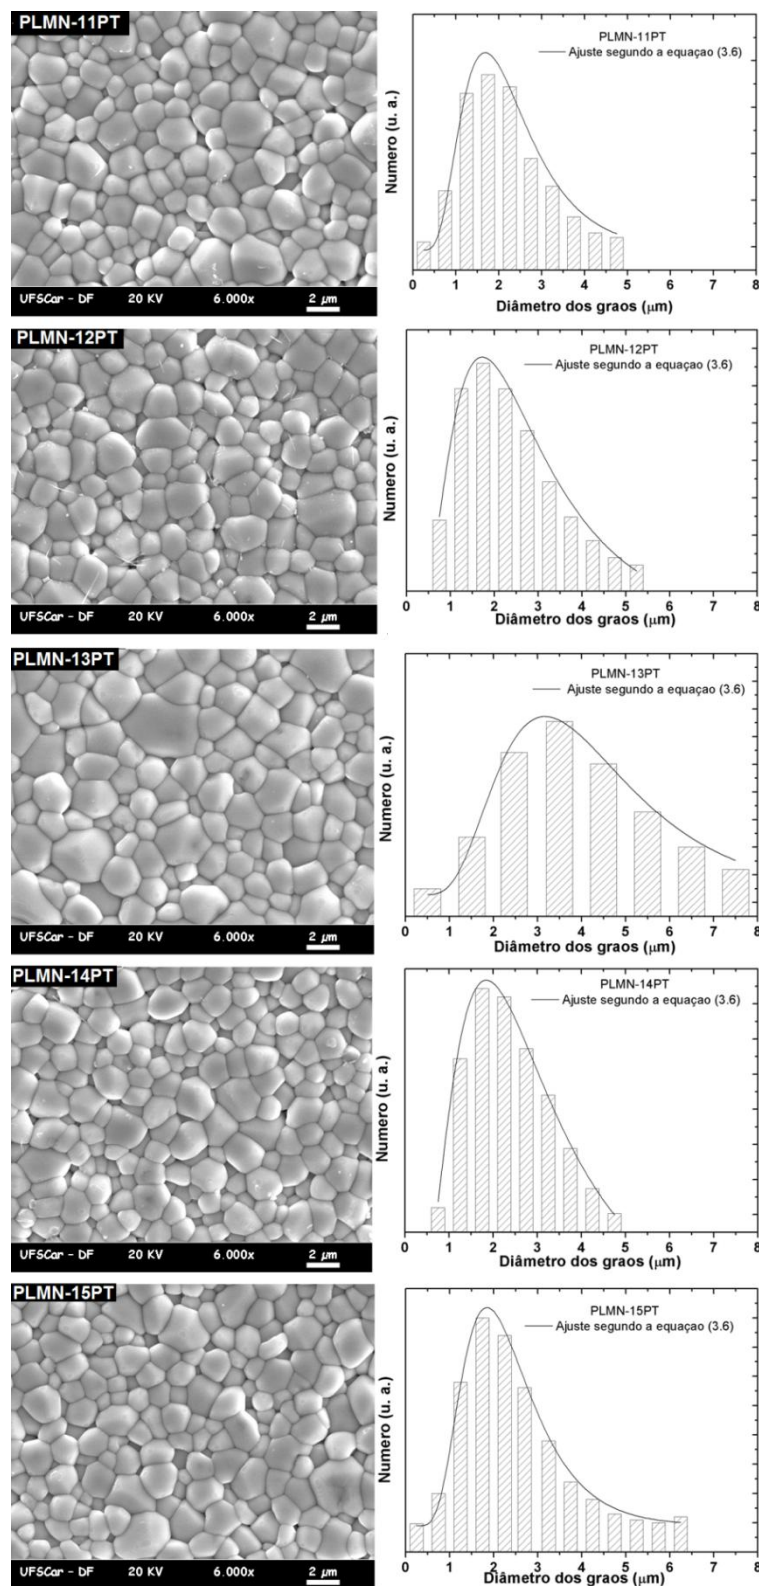 PLMN-11PT
UFSCar - DF 20 KV 6.000x 2 µm
PLMN-11PT
Ajuste segundo a equaçao (3.6)
Numero (u. a.)
0 1 2 3 4 5 6 7 8
Diâmetro dos graos (µm)
PLMN-12PT
UFSCar - DF 20 KV 6.000x 2 µm
PLMN-12PT
Ajuste segundo a equaçao (3.6)
Numero (u. a.)
0 1 2 3 4 5 6 7 8
Diâmetro dos graos (µm)
PLMN-13PT
UFSCar - DF 20 KV 6.000x 2 µm
PLMN-13PT
Ajuste segundo a equaçao (3.6)
Numero (u. a.)
0 1 2 3 4 5 6 7 8
Diâmetro dos graos (µm)
PLMN-14PT
UFSCar - DF 20 KV 6.000x 2 µm
PLMN-14PT
Ajuste segundo a equaçao (3.6)
Numero (u. a.)
0 1 2 3 4 5 6 7 8
Diâmetro dos graos (µm)
PLMN-15PT
UFSCar - DF 20 KV 6.000x 2 µm
PLMN-15PT
Ajuste segundo a equaçao (3.6)
Numero (u. a.)
0 1 2 3 4 5 6 7 8
Diâmetro dos graos (µm)